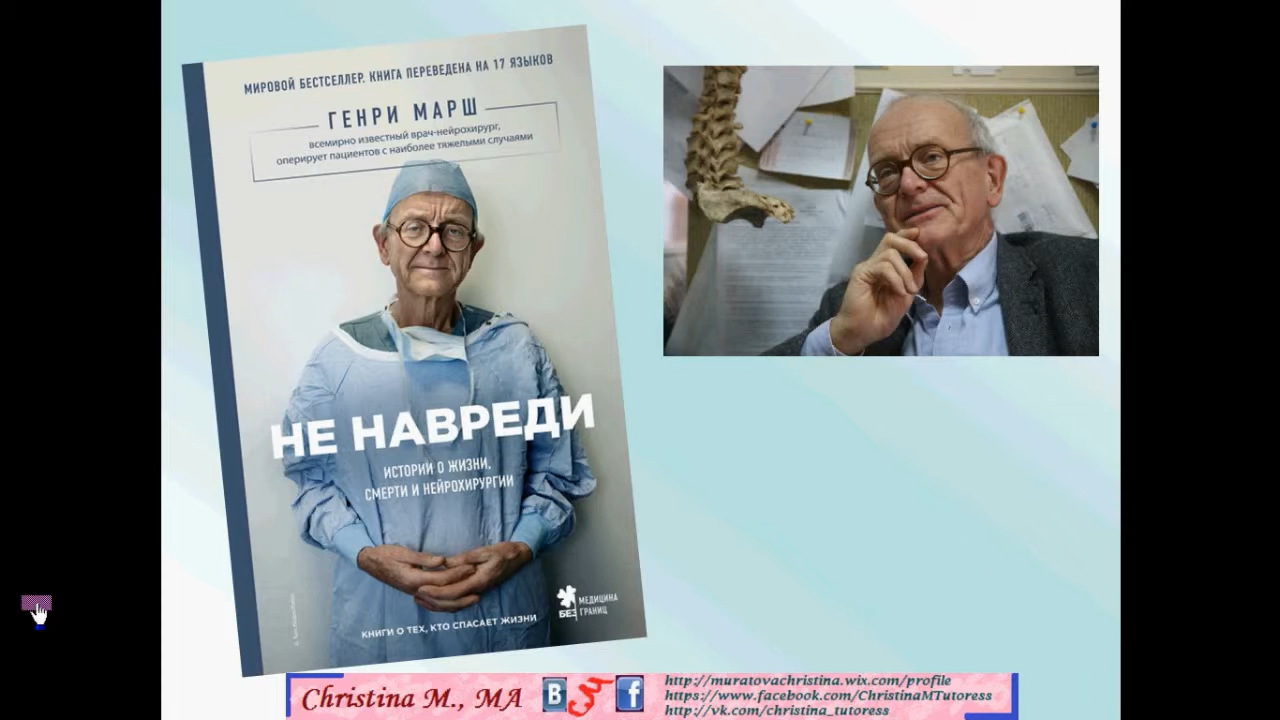 МИРОВОЙ БЕСТСЕЛЛЕР. КНИГА ПЕРЕВЕДЕНА НА 17 ЯЗЫКОВ
ГЕНРИ МАРШ
всемирно известный врач-нейрохирург,
оперирует пациентов с наиболее тяжелыми случаями
НЕ НАВРЕДИ
ИСТОРИИ О ЖИЗНИ,
СМЕРТИ И НЕЙРОХИРУРГИИ
МЕДИЦИНА
БЕЗ ГРАНИЦ
КНИГИ О ТЕХ, КТО СПАСАЕТ ЖИЗНИ
Christina M., MA
http://muratovachristina.wix.com/profile
https://www.facebook.com/ChristinaMTutoress
http://vk.com/christina_tutoress